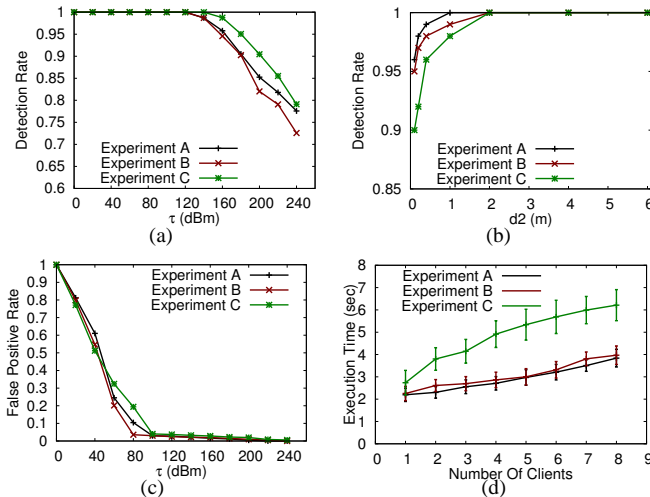 1
0.95
0.9
0.85
0.8
0.75
0.7
0.65
0.6
Detection Rate
Experiment A
Experiment B
Experiment C
0 40 80 120 160 200 240
τ (dBm)
(a)
1
0.95
0.9
0.85
Detection Rate
Experiment A
Experiment B
Experiment C
0 1 2 3 4 5 6
d2 (m)
(b)
1
0.9
0.8
0.7
0.6
0.5
0.4
0.3
0.2
0.1
0
False Positive Rate
Experiment A
Experiment B
Experiment C
0 40 80 120 160 200 240
τ (dBm)
(c)
8
7
6
5
4
3
2
1
0
Execution Time (sec)
Experiment A
Experiment B
Experiment C
0 1 2 3 4 5 6 7 8 9
Number Of Clients
(d)